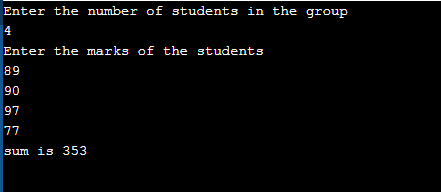 Enter the number of students in the group
4
Enter the marks of the students
89
90
97
77
sum is 353